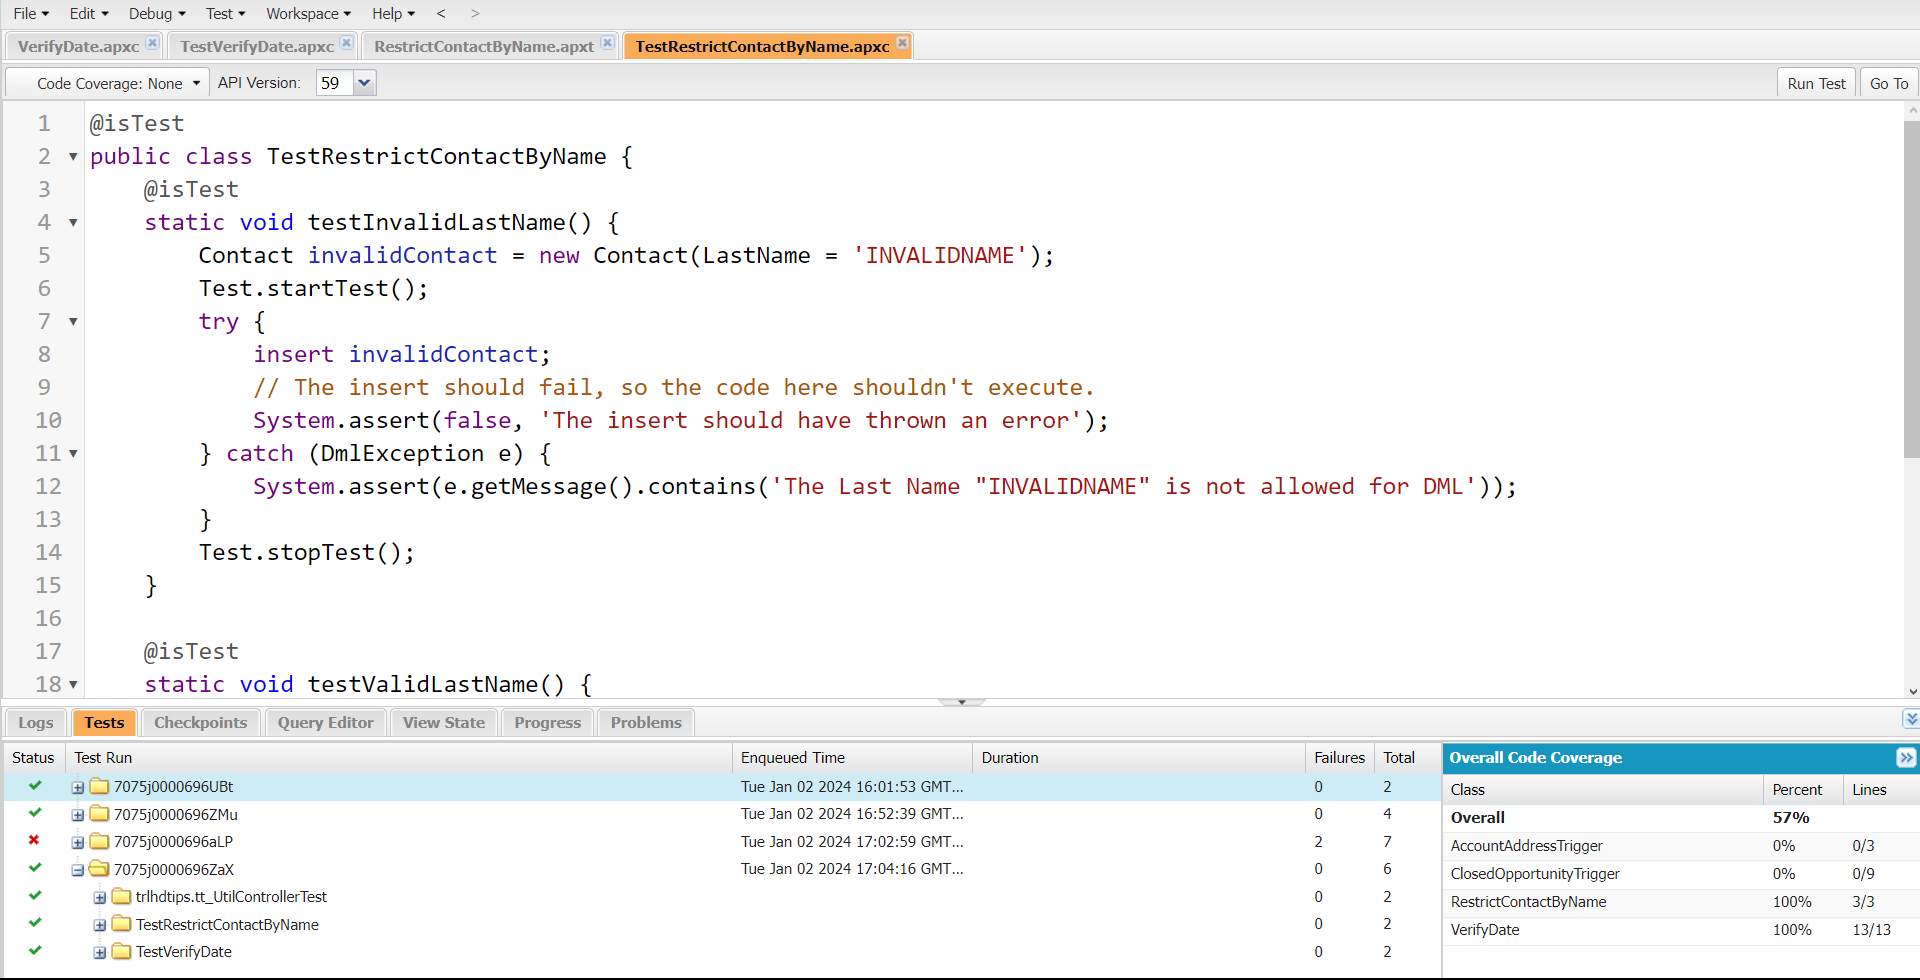 File Edit Debug Test Workspace Help < >
VerifyDate.apxc TestVerifyDate.apxc RestrictContactByName.apxt TestRestrictContactByName.apxc
Code Coverage: None API Version: 59 Run Test Go To
1 @isTest
2 public class TestRestrictContactByName {
3 @isTest
4 static void testInvalidLastName() {
5 Contact invalidContact = new Contact(LastName = 'INVALIDNAME');
6 Test.startTest();
7 try {
8 insert invalidContact;
9 // The insert should fail, so the code here shouldn't execute.
10 System.assert(false, 'The insert should have thrown an error');
11 } catch (DmlException e) {
12 System.assert(e.getMessage().contains('The Last Name "INVALIDNAME" is not allowed for DML'));
13 }
14 Test.stopTest();
15 }
16
17 @isTest
18 static void testValidLastName() {
Logs Tests Checkpoints Query Editor View State Progress Problems
Status Test Run Enqueued Time Duration Failures Total
7075j0000696UBt Tue Jan 02 2024 16:01:53 GMT... 0 2
7075j0000696ZMu Tue Jan 02 2024 16:52:39 GMT... 0 4
7075j0000696aLP Tue Jan 02 2024 17:02:59 GMT... 2 7
7075j0000696ZaX Tue Jan 02 2024 17:04:16 GMT... 0 6
trlhdtips.tt_UtilControllerTest 0 2
TestRestrictContactByName 0 2
TestVerifyDate 0 2
Overall Code Coverage
Class Percent Lines
Overall 57%
AccountAddressTrigger 0% 0/3
ClosedOpportunityTrigger 0% 0/9
RestrictContactByName 100% 3/3
VerifyDate 100% 13/13